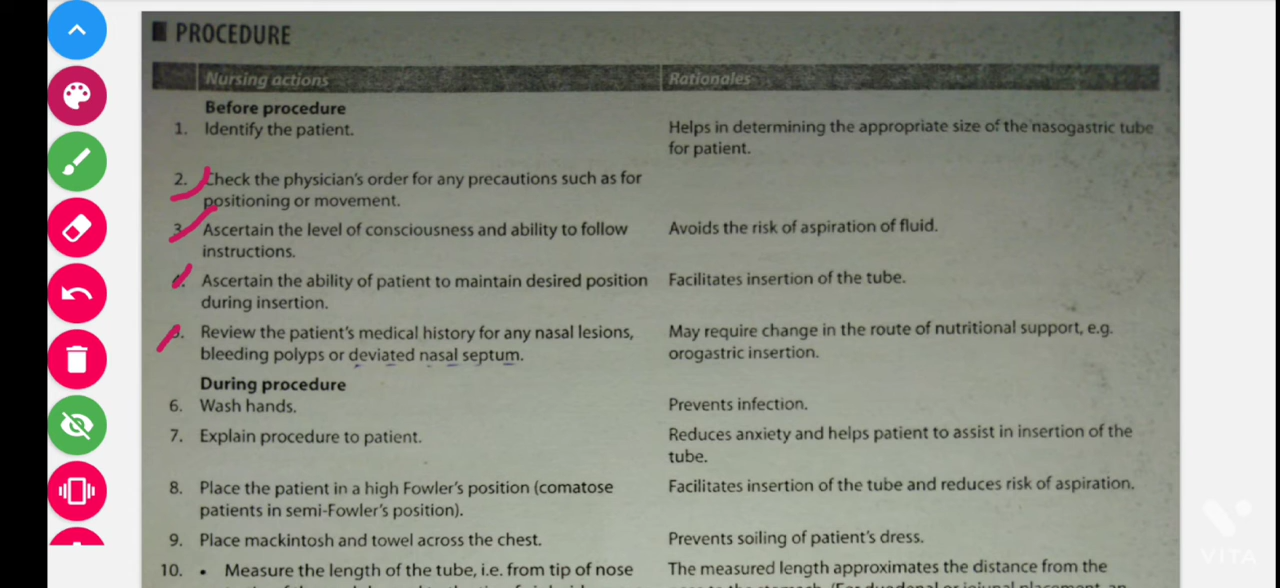 PROCEDURE
Nursing actions
Rationales
Before procedure
1. Identify the patient.
Helps in determining the appropriate size of the nasogastric tube
for patient.
2. Check the physician's order for any precautions such as for
positioning or movement.
3. Ascertain the level of consciousness and ability to follow
instructions.
Avoids the risk of aspiration of fluid.
4. Ascertain the ability of patient to maintain desired position
during insertion.
Facilitates insertion of the tube.
5. Review the patient's medical history for any nasal lesions,
bleeding polyps or deviated nasal septum.
May require change in the route of nutritional support, e.g.
orogastric insertion.
During procedure
6. Wash hands.
Prevents infection.
7. Explain procedure to patient.
Reduces anxiety and helps patient to assist in insertion of the
tube.
8. Place the patient in a high Fowler's position (comatose
patients in semi-Fowler's position).
Facilitates insertion of the tube and reduces risk of aspiration.
9. Place mackintosh and towel across the chest.
Prevents soiling of patient's dress.
10. • Measure the length of the tube, i.e. from tip of nose
The measured length approximates the distance from the
VITA